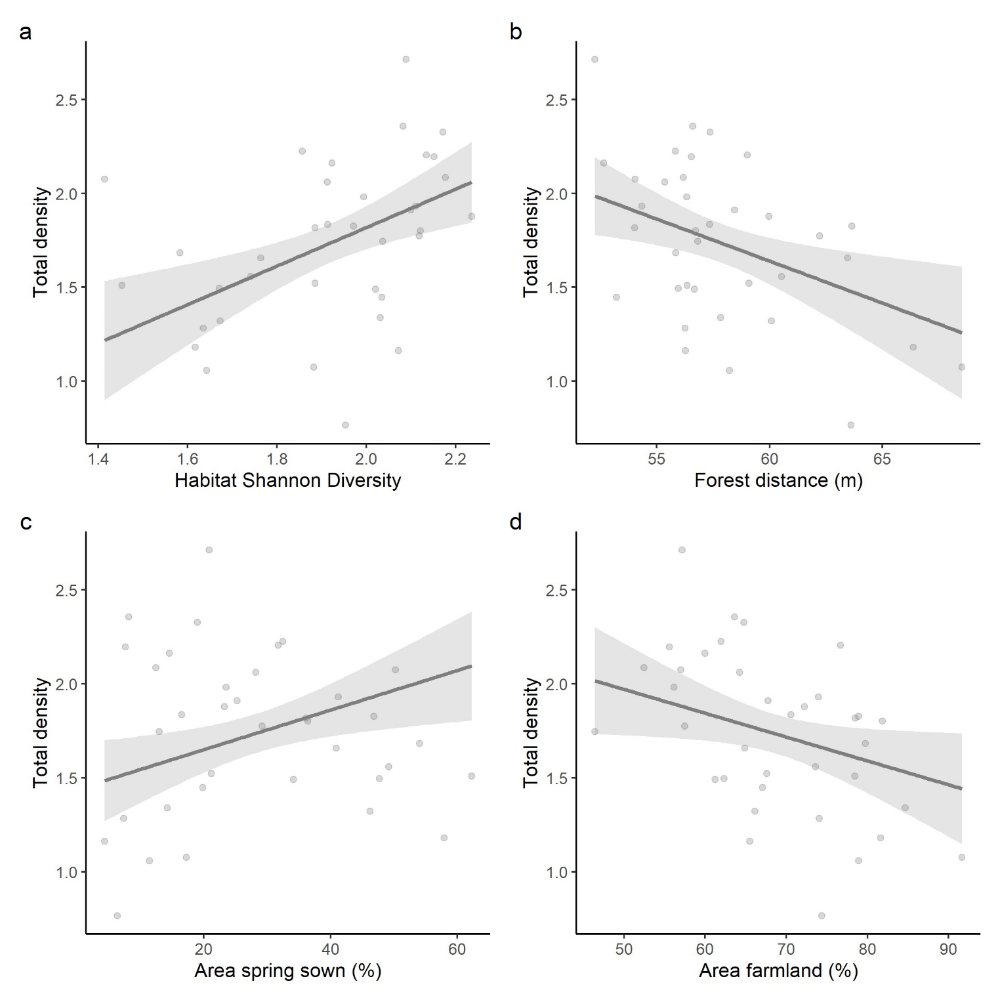 a
b
Total density
2.5
2.0
1.5
1.0
1.4 1.6 1.8 2.0 2.2
Habitat Shannon Diversity
Total density
2.5
2.0
1.5
1.0
55 60 65
Forest distance (m)
c
d
Total density
2.5
2.0
1.5
1.0
20 40 60
Area spring sown (%)
Total density
2.5
2.0
1.5
1.0
50 60 70 80 90
Area farmland (%)